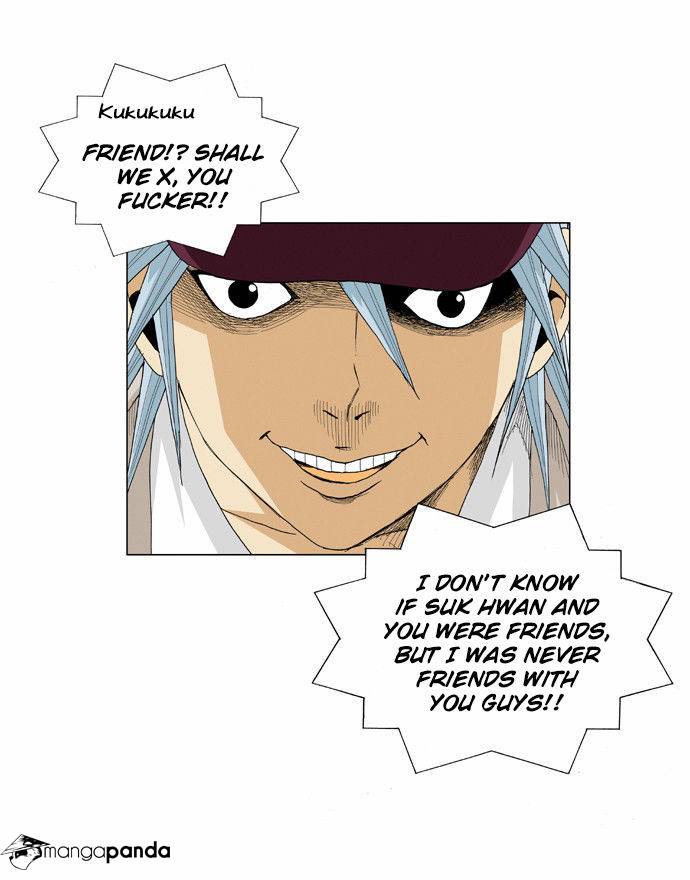 Kukukuku
FRIEND!? SHALL
WE X, YOU
FUCKER!!
I DON'T KNOW
IF SUK HWAN AND
YOU WERE FRIENDS,
BUT I WAS NEVER
FRIENDS WITH
YOU GUYS!!
mangapanda